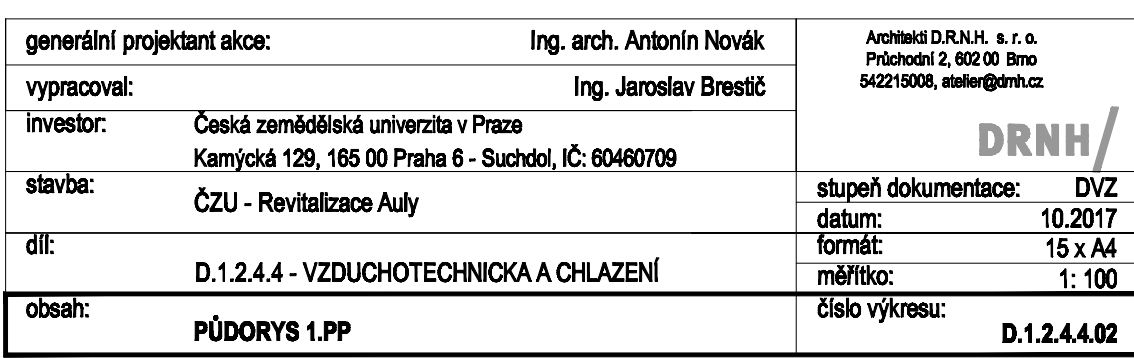 generální projektant akce: Ing. arch. Antonín Novák
vypracoval: Ing. Jaroslav Brestič
investor: Česká zemědělská univerzita v Praze
Kamýcká 129, 165 00 Praha 6 - Suchdol, IČ: 60460709
stavba:
ČZU - Revitalizace Auly
díl:
D.1.2.4.4 - VZDUCHOTECHNICKA A CHLAZENÍ
obsah:
PŮDORYS 1.PP
Architekti D.R.N.H. s. r. o.
Průchodní 2, 602 00 Brno
542215008, atelier@drnh.cz
DRNH/
stupeň dokumentace: DVZ
datum: 10.2017
formát: 15 x A4
měřítko: 1: 100
číslo výkresu:
D.1.2.4.4.02